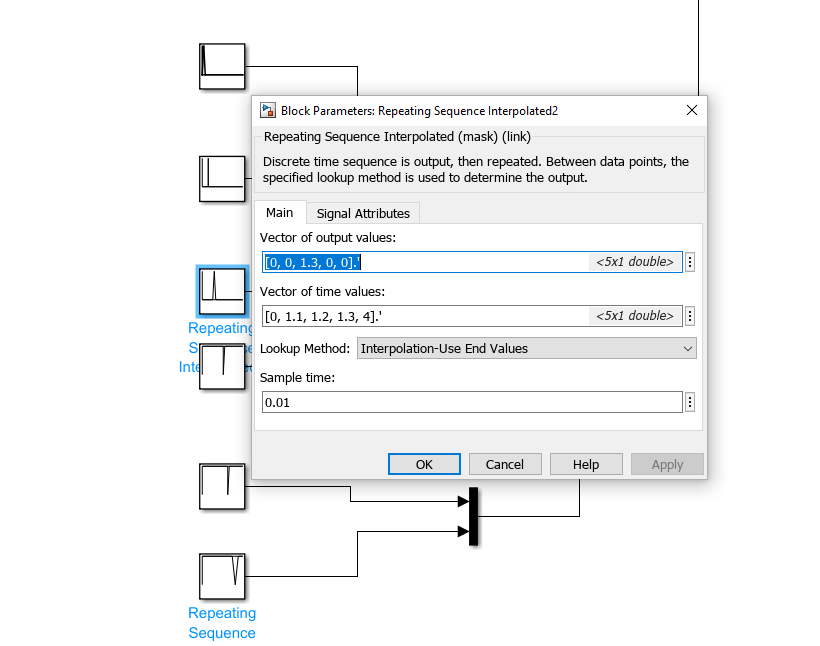 Block Parameters: Repeating Sequence Interpolated2
Repeating Sequence Interpolated (mask) (link)
Discrete time sequence is output, then repeated. Between data points, the
specified lookup method is used to determine the output.
Main
Signal Attributes
Vector of output values:
[0, 0, 1.3, 0, 0].' <5x1 double>
Vector of time values:
[0, 1.1, 1.2, 1.3, 4].' <5x1 double>
Lookup Method: Interpolation-Use End Values
Sample time:
0.01
OK Cancel Help Apply
Repeating
Repeating
Sequence